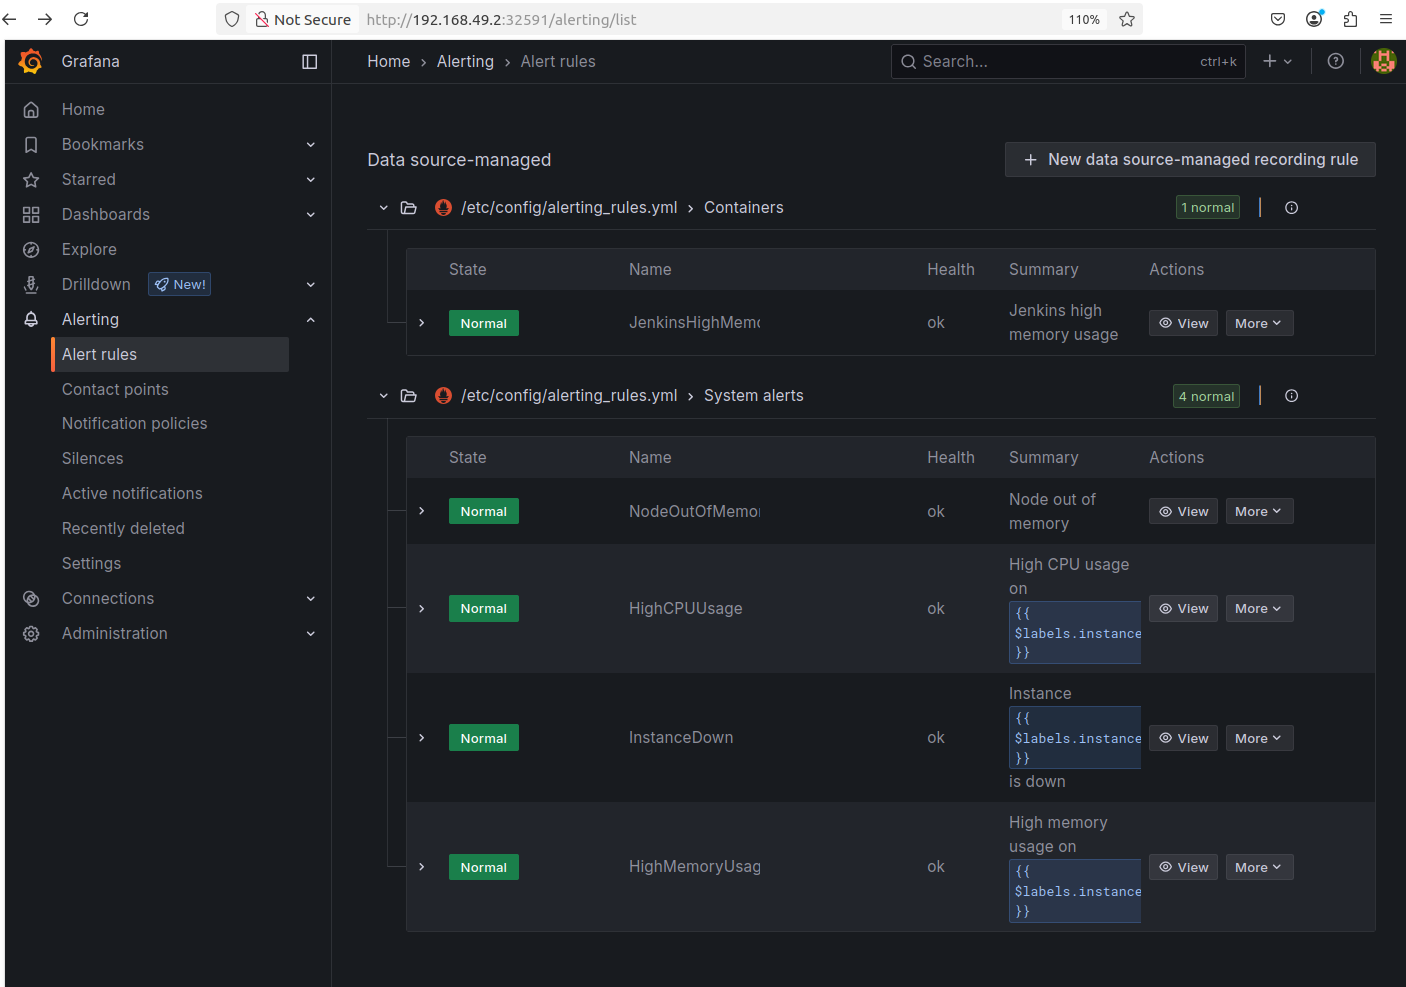 Not Secure
http://192.168.49.2:32591/alerting/list
110%
Grafana
Home › Alerting › Alert rules
Search...
ctrl+k
Home
Bookmarks
Starred
Dashboards
Explore
Drilldown
New!
Alerting
Alert rules
Contact points
Notification policies
Silences
Active notifications
Recently deleted
Settings
Connections
Administration
Data source-managed
+ New data source-managed recording rule
/etc/config/alerting_rules.yml › Containers
1 normal
State Name Health Summary Actions
Normal JenkinsHighMemo ok Jenkins high
memory usage
View More
/etc/config/alerting_rules.yml › System alerts
4 normal
State Name Health Summary Actions
Normal NodeOutOfMemor ok Node out of
memory
View More
Normal HighCPUUsage ok High CPU usage
on
{{
$labels.instance
}}
View More
Normal InstanceDown ok Instance
{{
$labels.instance
}}
is down
View More
Normal HighMemoryUsag ok High memory
usage on
{{
$labels.instance
}}
View More